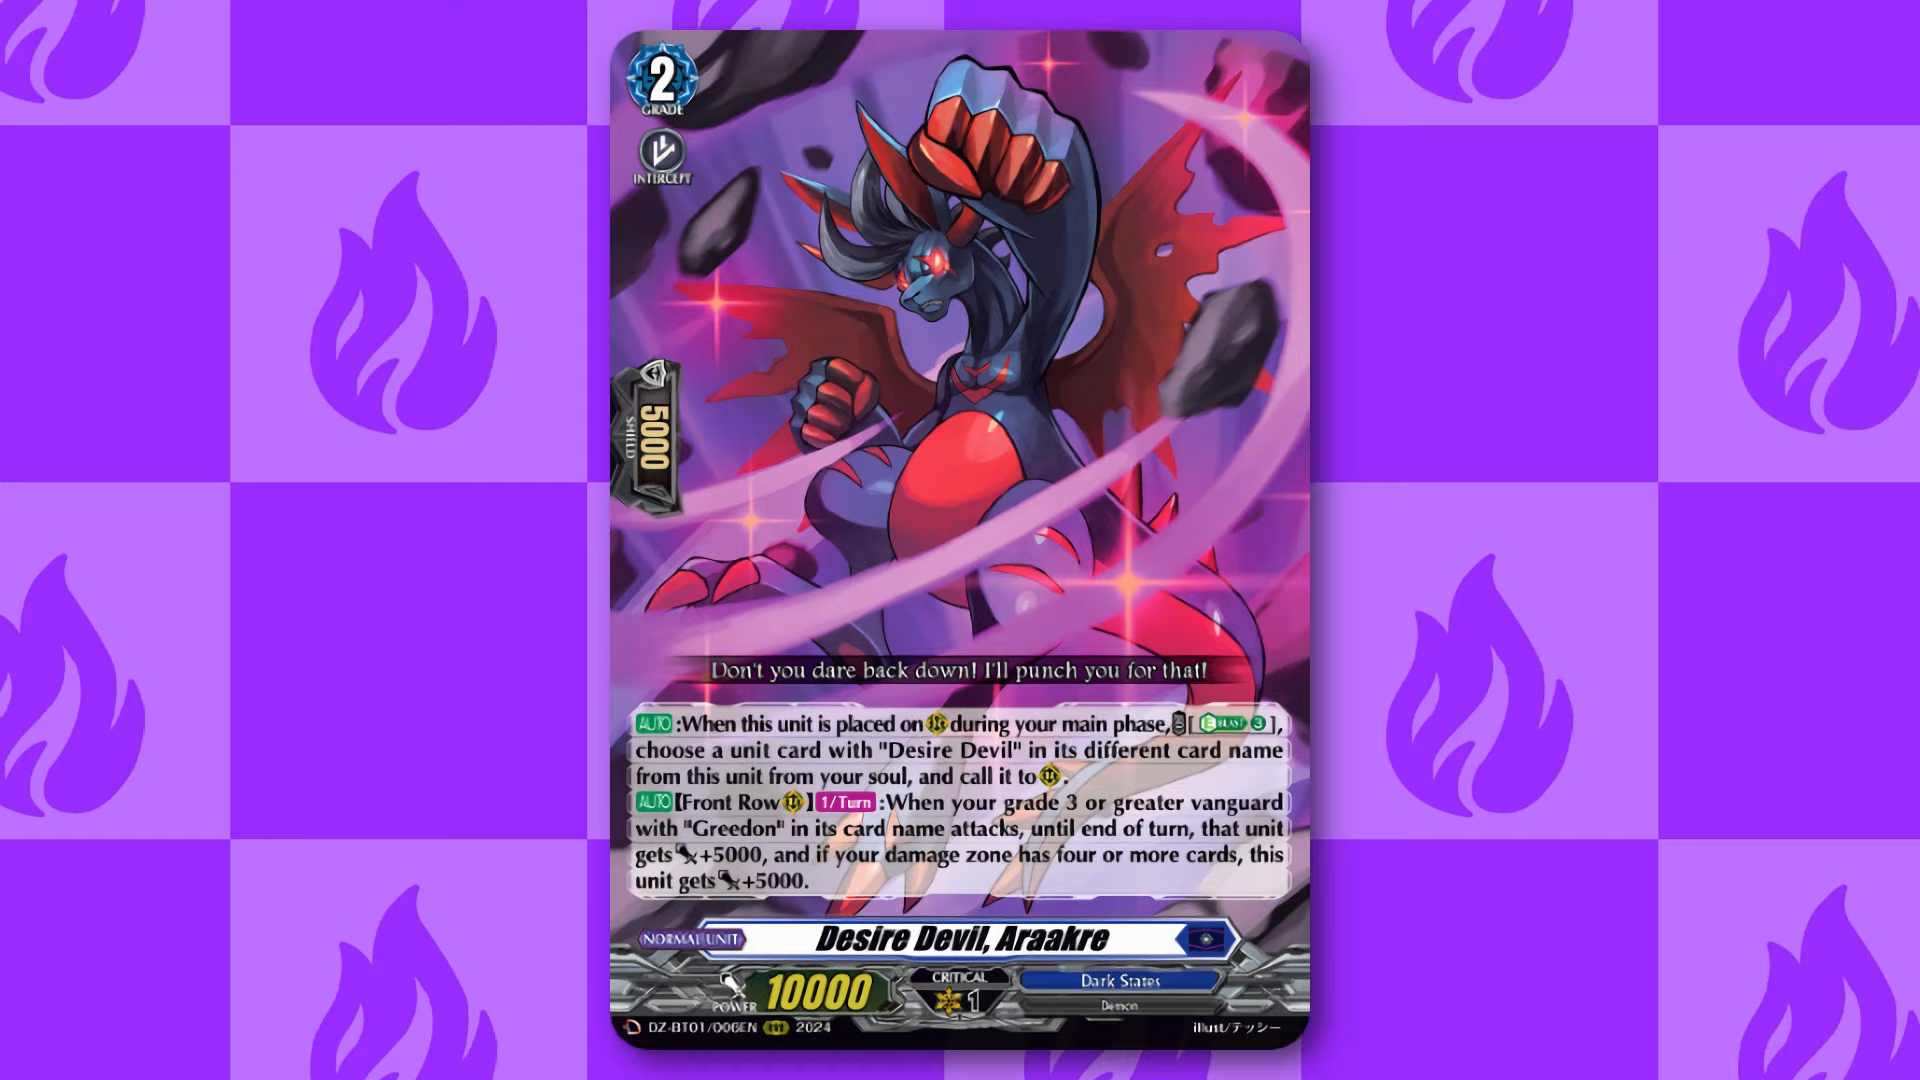 2
GRADE
INTERCEPT
5000
SHIELD
Don't you dare back down! I'll punch you for that!
AUTO:When this unit is placed on during your main phase,[E BLAST 3],
choose a unit card with "Desire Devil" in its different card name
from this unit from your soul, and call it to .
AUTO【Front Row】1/Turn:When your grade 3 or greater vanguard
with "Greedon" in its card name attacks, until end of turn, that unit
gets +5000, and if your damage zone has four or more cards, this
unit gets +5000.
NORMAL UNIT
Desire Devil, Araakre
POWER 10000
CRITICAL
1
Dark States
Demon
D DZ-BT01/006EN RRR 2024
illust/テッシー